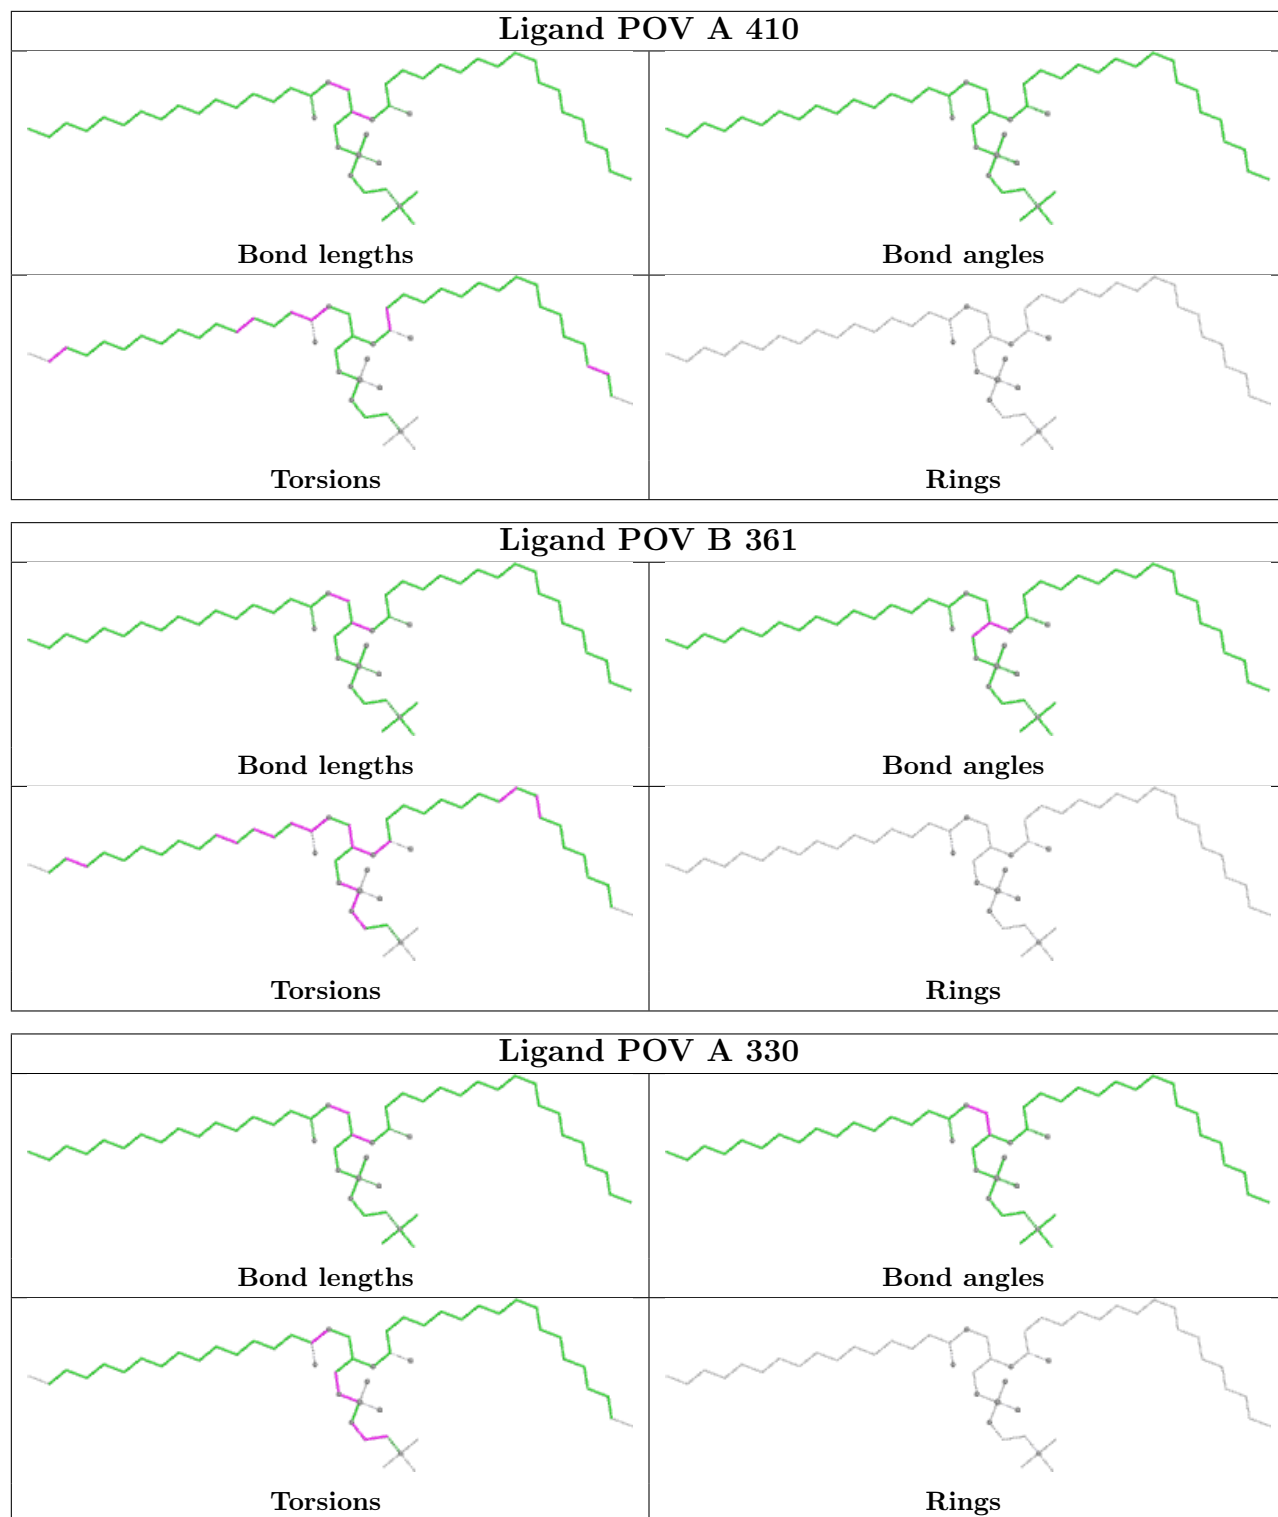 Ligand POV A 410
Bond lengths
Bond angles
Torsions
Rings
Ligand POV B 361
Bond lengths
Bond angles
Torsions
Rings
Ligand POV A 330
Bond lengths
Bond angles
Torsions
Rings